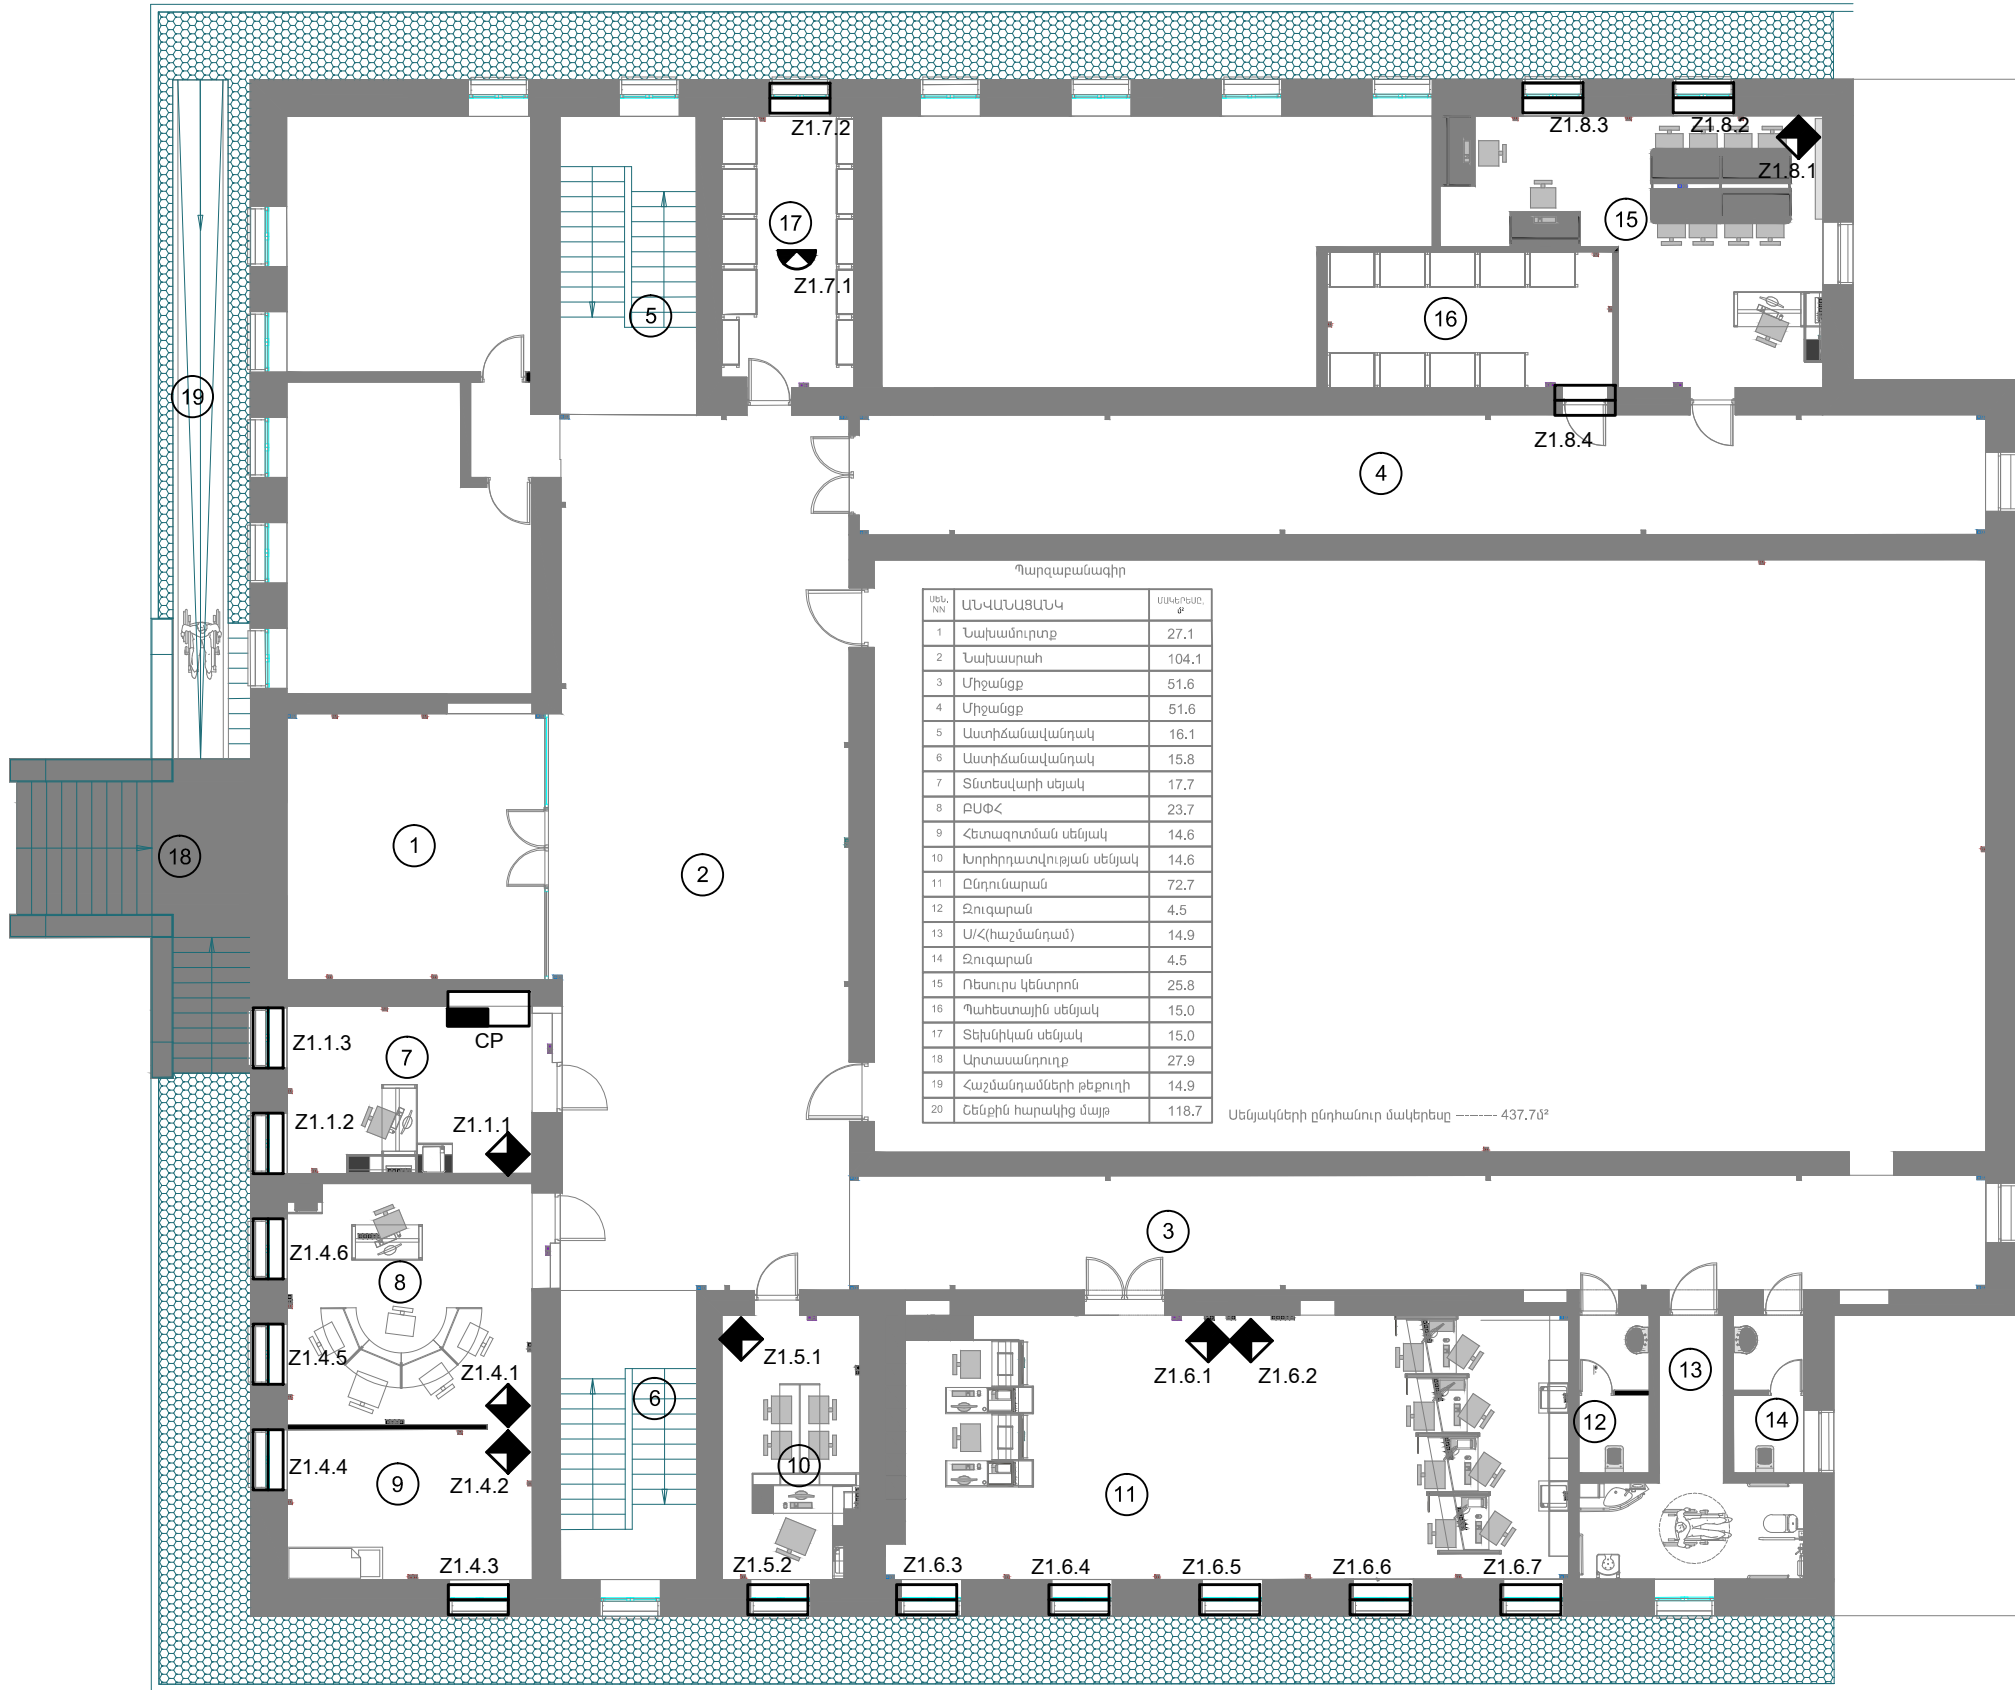 Z1.7.2
Z1.8.3
Z1.8.2
Z1.8.1
17
15
Z1.7.1
5
16
19
Z1.8.4
4
Պարզաբանագիր
ՍԵՆ. NN ԱՆՎԱՆԱՑԱՆԿ ՄԱԿԵՐԵՍԸ, մ²
1 Նախամուրտք 27.1
2 Նախասրահ 104.1
3 Միջանցք 51.6
4 Միջանցք 51.6
5 Աստիճանավանդակ 16.1
6 Աստիճանավանդակ 15.8
7 Տնտեսվարի սեյակ 17.7
8 ԲՍՓՀ 23.7
9 Հետազոտման սենյակ 14.6
10 Խորհրդատվության սենյակ 14.6
11 Ընդունարան 72.7
12 Զուգարան 4.5
13 Ս/Հ(հաշմանդամ) 14.9
14 Զուգարան 4.5
15 Ռեսուրս կենտրոն 25.8
16 Պահեստային սենյակ 15.0
17 Տեխնիկան սենյակ 15.0
18 Արտասանդուղք 27.9
19 Հաշմանդամների թեքուղի 14.9
20 Շենքին հարակից մայթ 118.7
Սենյակների ընդհանուր մակերեսը ------- 437.7մ²
1
18
2
Z1.1.3
CP
7
Z1.1.2
Z1.1.1
3
Z1.4.6
8
Z1.4.5
Z1.4.1
Z1.5.1
Z1.6.1
Z1.6.2
13
6
12
14
Z1.4.4
Z1.4.2
9
10
11
Z1.4.3
Z1.5.2
Z1.6.3
Z1.6.4
Z1.6.5
Z1.6.6
Z1.6.7